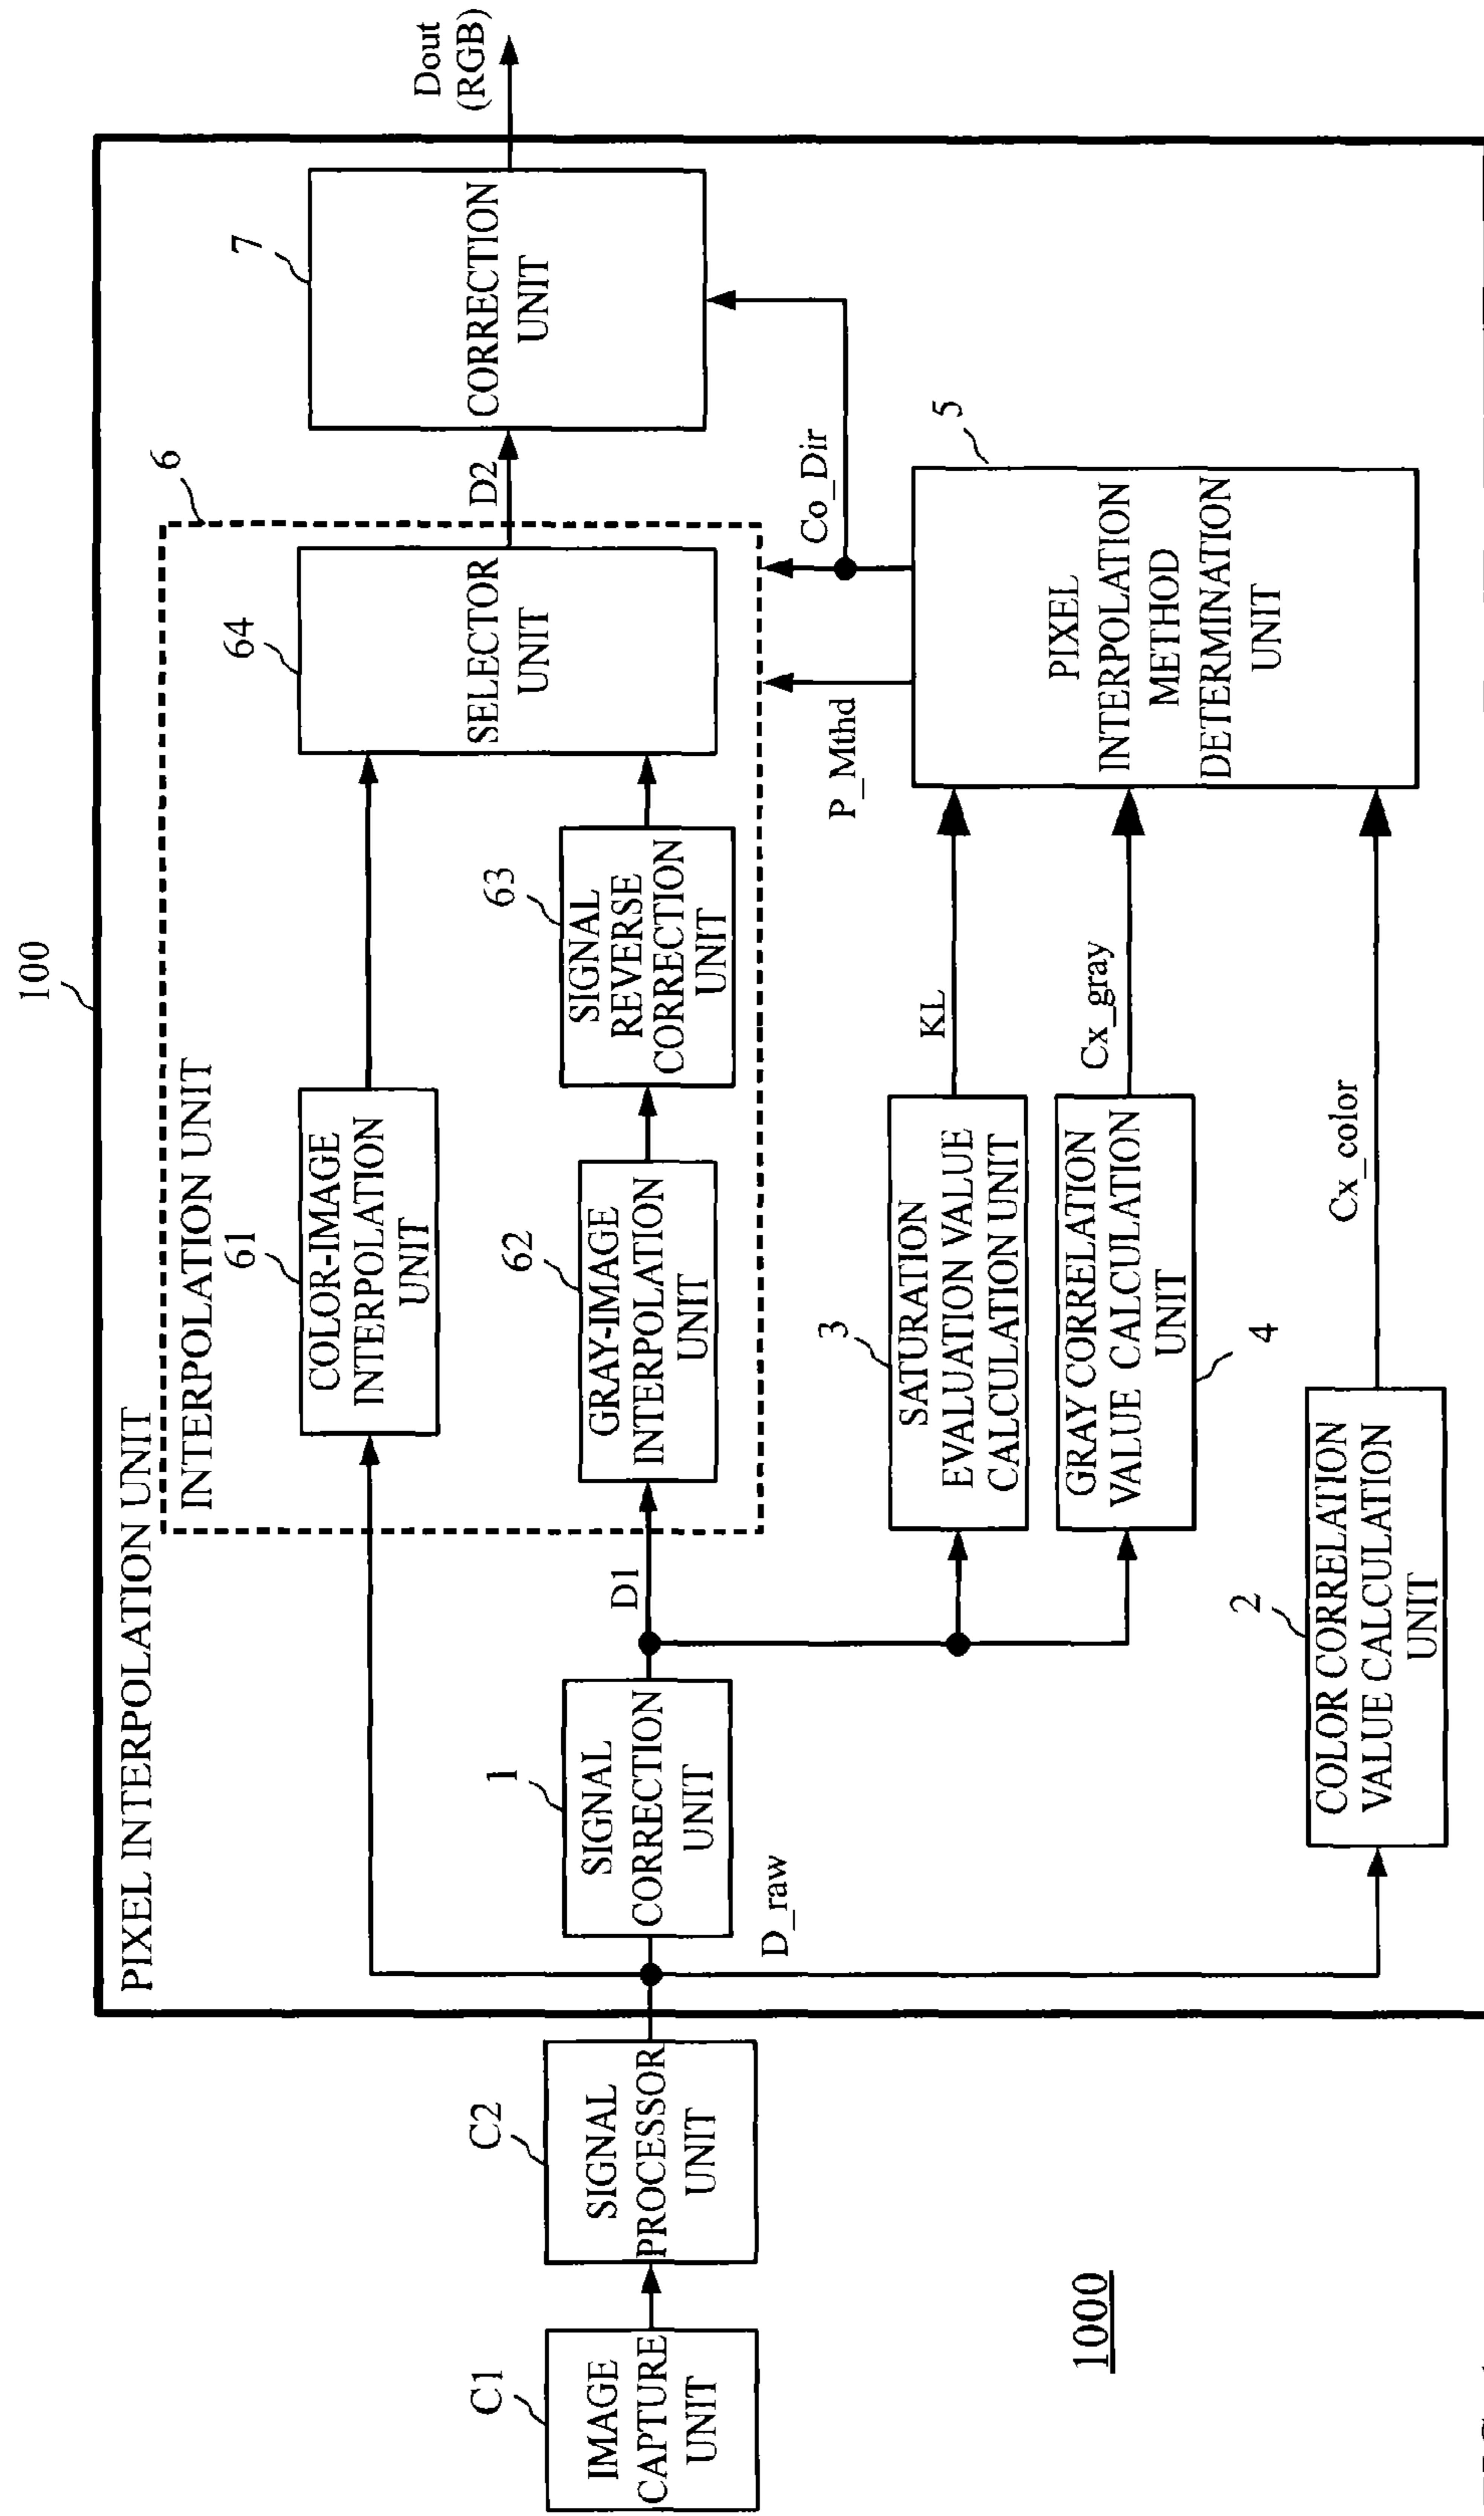 100
PIXEL INTERPOLATION UNIT
6
INTERPOLATION UNIT
61
COLOR-IMAGE
INTERPOLATION
UNIT
64
SELECTOR
UNIT
7
CORRECTION
UNIT
Dout
(RGB)
D2
62
GRAY-IMAGE
INTERPOLATION
UNIT
63
SIGNAL
REVERSE
CORRECTION
UNIT
C1
IMAGE
CAPTURE
UNIT
C2
SIGNAL
PROCESSOR
UNIT
1
SIGNAL
CORRECTION
UNIT
D1
D_raw
P_Mthd
Co_Dir
3
SATURATION
EVALUATION VALUE
CALCULATION UNIT
KL
GRAY CORRELATION
VALUE CALCULATION
UNIT
4
Cx_gray
5
PIXEL
INTERPOLATION
METHOD
DETERMINATION
UNIT
2
COLOR CORRELATION
VALUE CALCULATION
UNIT
Cx_color
1000